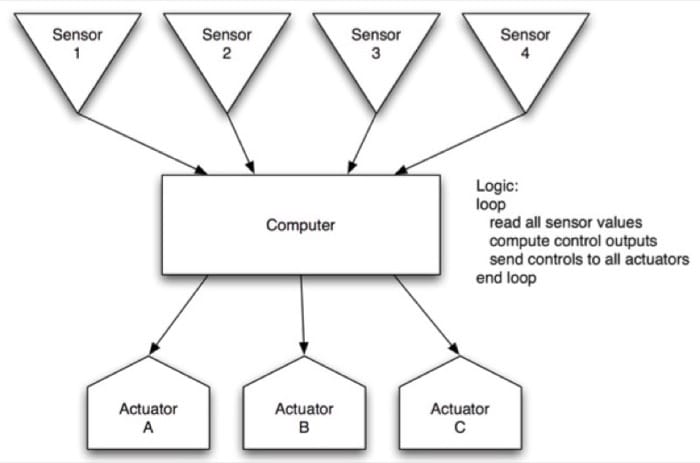 Sensor
1
Sensor
2
Sensor
3
Sensor
4
Computer
Logic:
loop
read all sensor values
compute control outputs
send controls to all actuators
end loop
Actuator
A
Actuator
B
Actuator
C